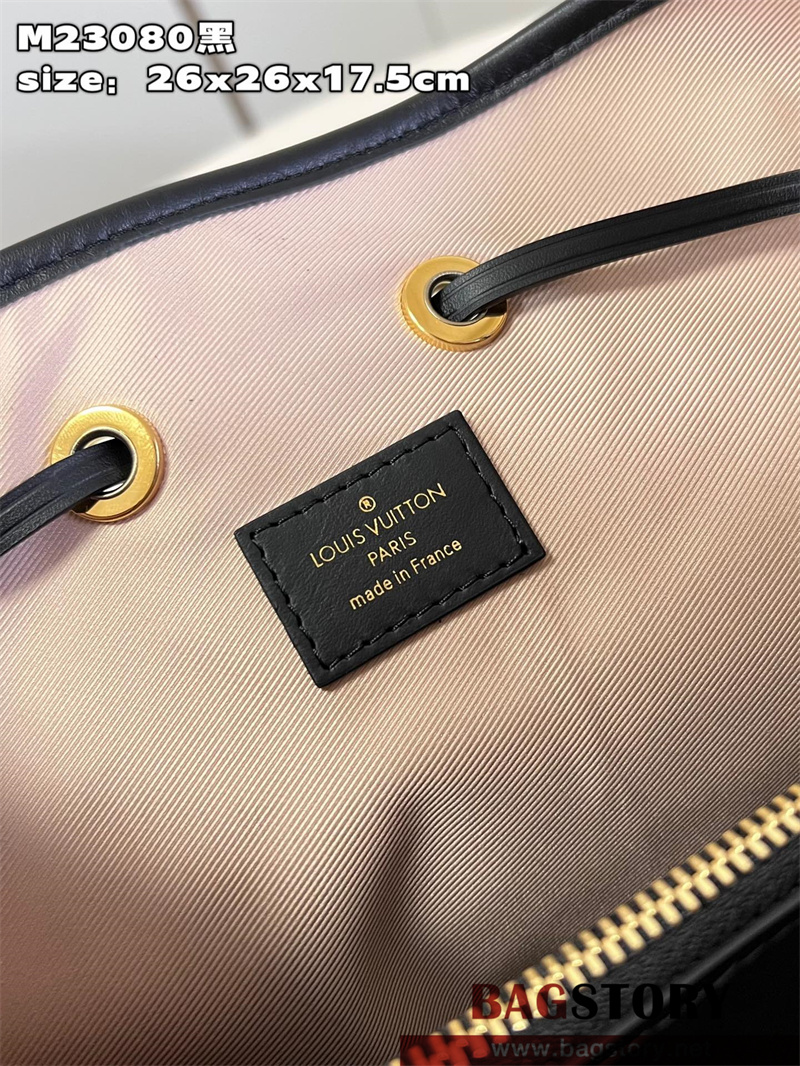 M23080黑
size：26x26x17.5cm
®
LOUIS VUITTON
PARIS
made in France
BAGSTORY